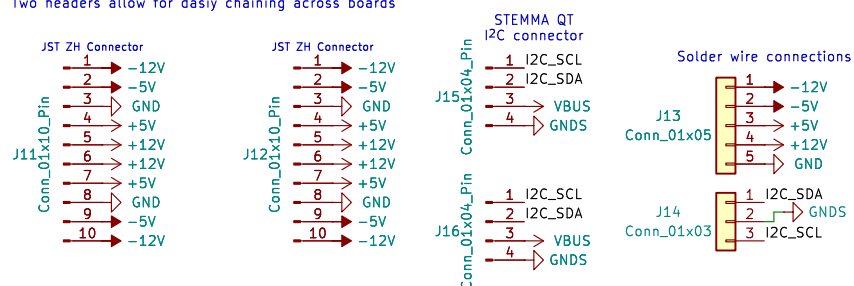 Two headers allow for dasiy chaining across boards
JST ZH Connector
J11
Conn_01x10_Pin
1 -12V
2 -5V
3 GND
4 +5V
5 +12V
6 +12V
7 +5V
8 GND
9 -5V
10 -12V
JST ZH Connector
J12
Conn_01x10_Pin
1 -12V
2 -5V
3 GND
4 +5V
5 +12V
6 +12V
7 +5V
8 GND
9 -5V
10 -12V
STEMMA QT
I²C connector
J15
Conn_01x04_Pin
1 I2C_SCL
2 I2C_SDA
3 VBUS
4 GNDS
J16
Conn_01x04_Pin
1 I2C_SCL
2 I2C_SDA
3 VBUS
4 GNDS
Solder wire connections
J13
Conn_01x05
1 -12V
2 -5V
3 +5V
4 +12V
5 GND
J14
Conn_01x03
1 I2C_SDA
2 GNDS
3 I2C_SCL